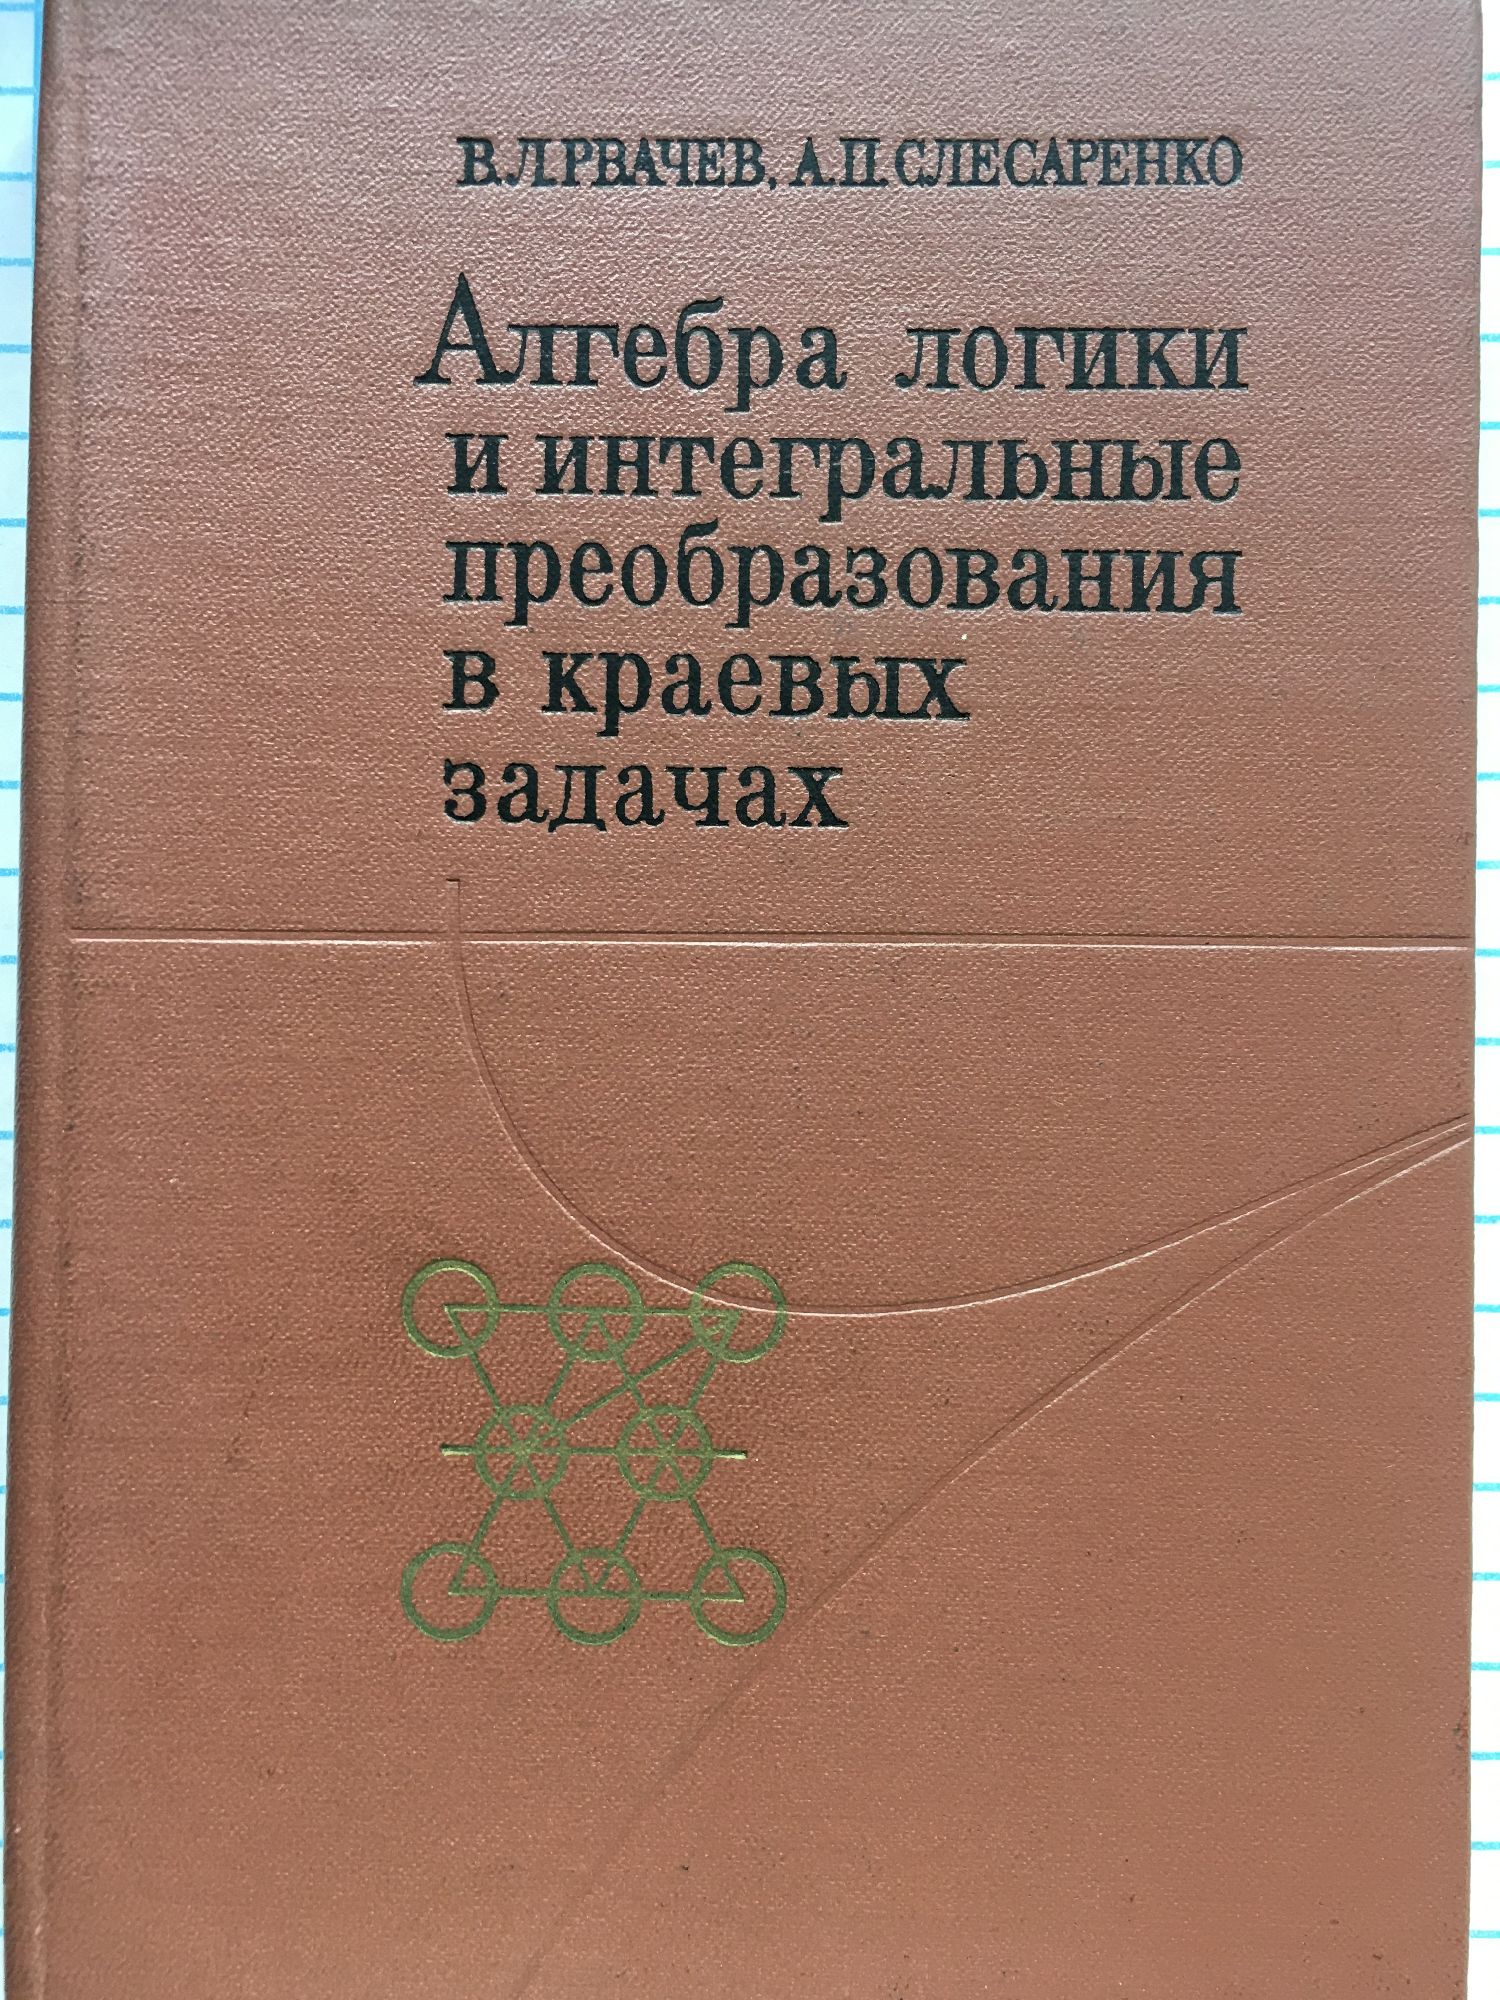 В.Л.РВАЧЕВ, А.П.СЛЕСАРЕНКО
Алгебра логики
и интегральные
преобразования
в краевых
задачах